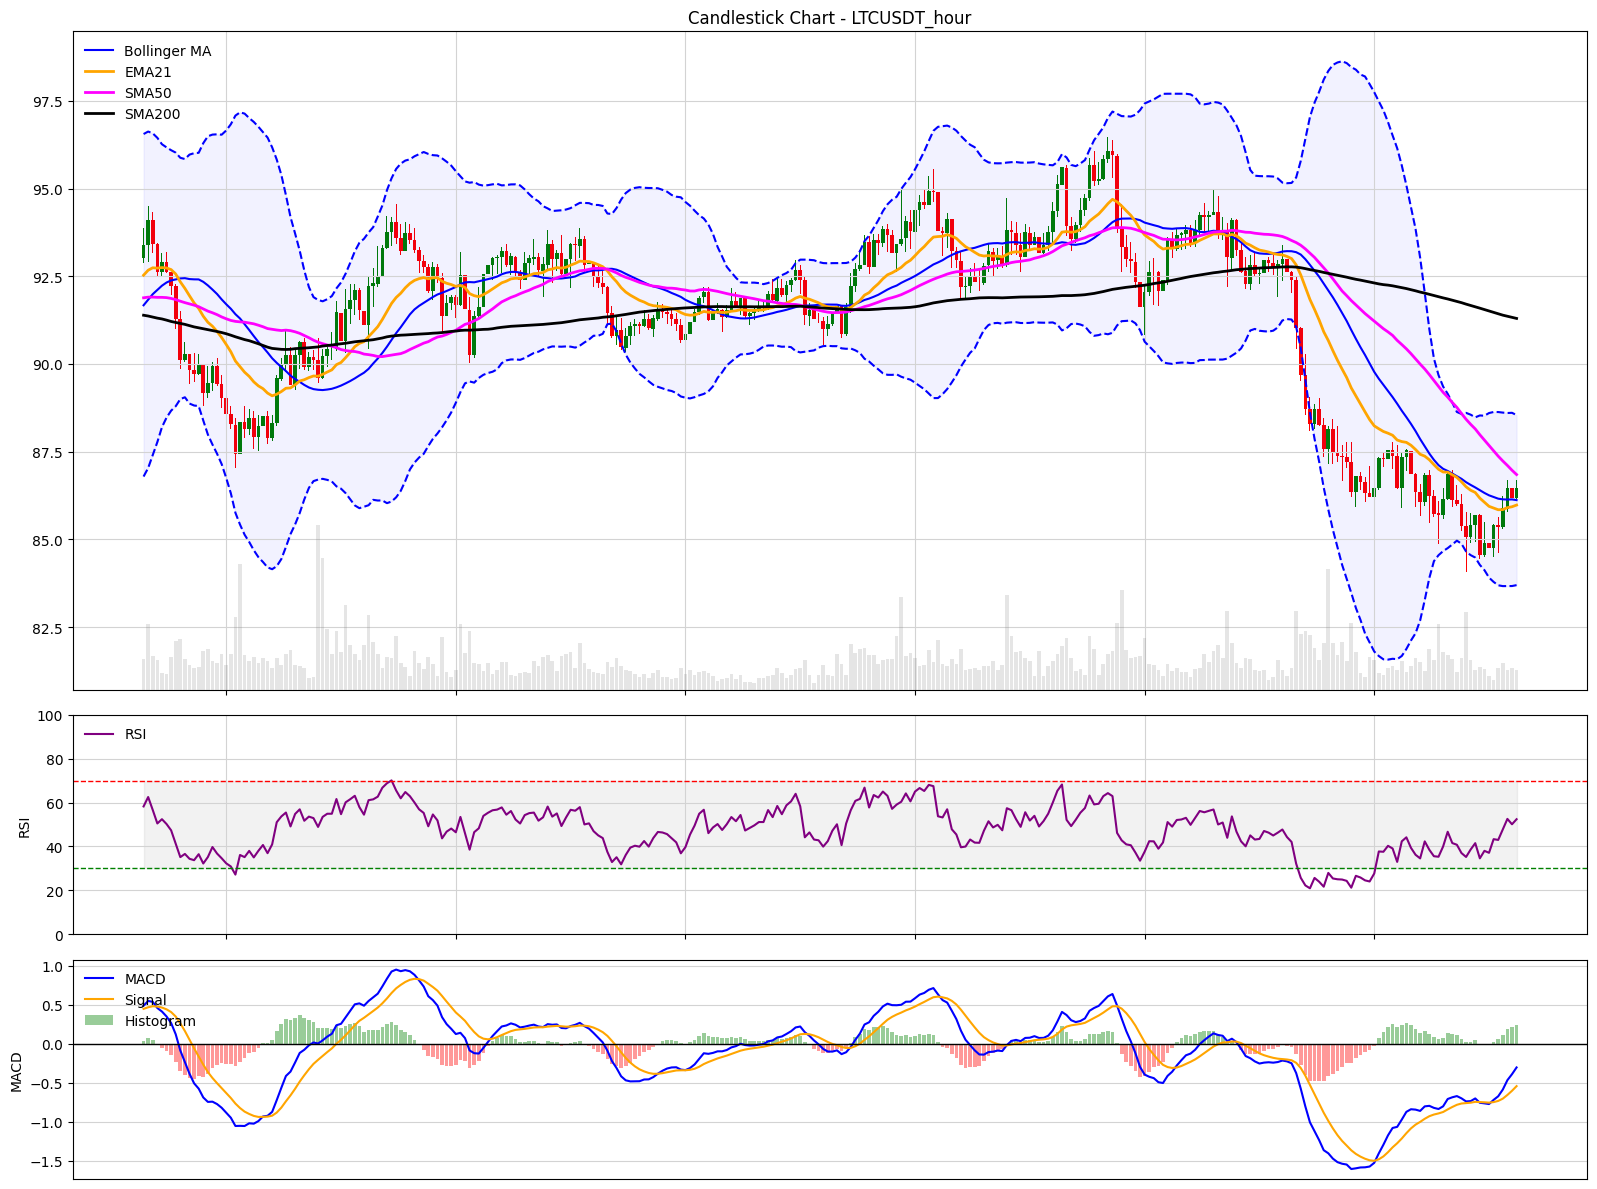 Candlestick Chart - LTCUSDT_hour
Bollinger MA
EMA21
SMA50
SMA200
97.5
95.0
92.5
90.0
87.5
85.0
82.5
100
80
60
40
20
0
RSI
RSI
1.0
0.5
0.0
−0.5
−1.0
−1.5
MACD
MACD
Signal
Histogram